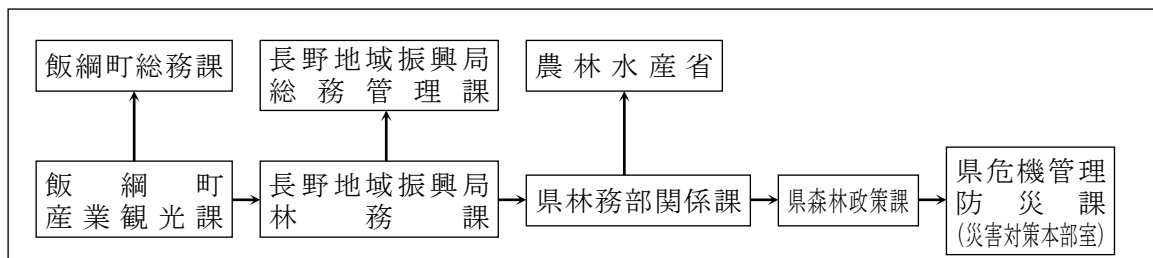 飯綱町総務課
長野地域振興局
総務管理課
農林水産省
飯綱町
産業観光課
長野地域振興局
林務課
県林務部関係課
県森林政策課
県危機管理
防災課
(災害対策本部室)